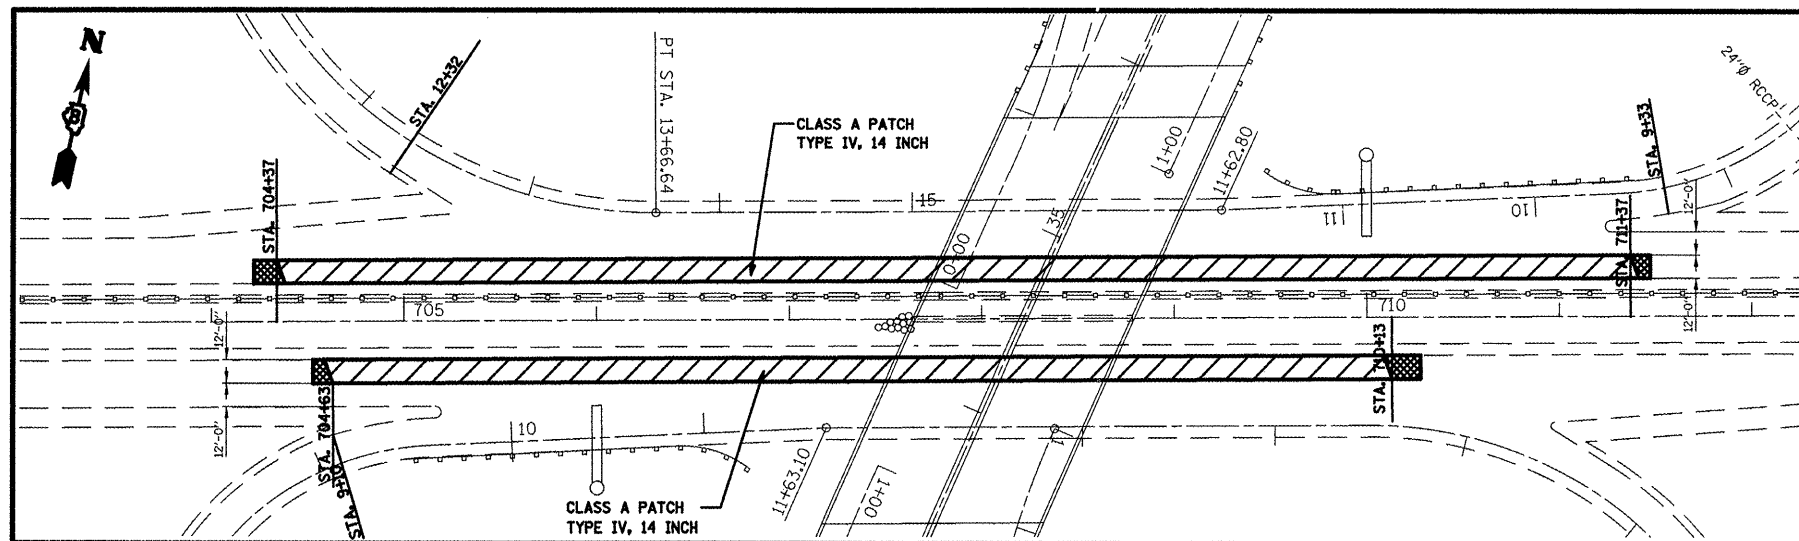 N
STA. 12+32
PT STA. 13+66.64
CLASS A PATCH
TYPE IV, 14 INCH
1+00
11+62.80
24"Ø RCCP
STA. 9+33
STA. 704+37
15
35
11
10
12'-0"
0+00
STA. 711+37
705
710
12'-0"
12'-0"
STA. 710+13
STA. 704+63
12'-0"
10
11
STA. 9+10
11+63.10
1+00
CLASS A PATCH
TYPE IV, 14 INCH